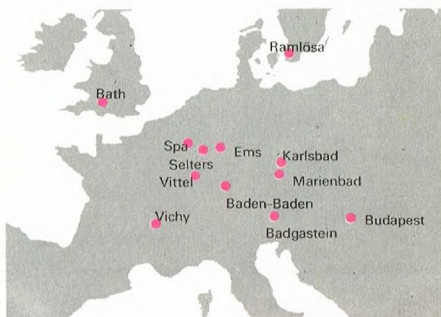 Ramlösa
Bath
Spa
Ems
Selters
Karlsbad
Vittel
Marienbad
Baden-Baden
Vichy
Budapest
Badgastein